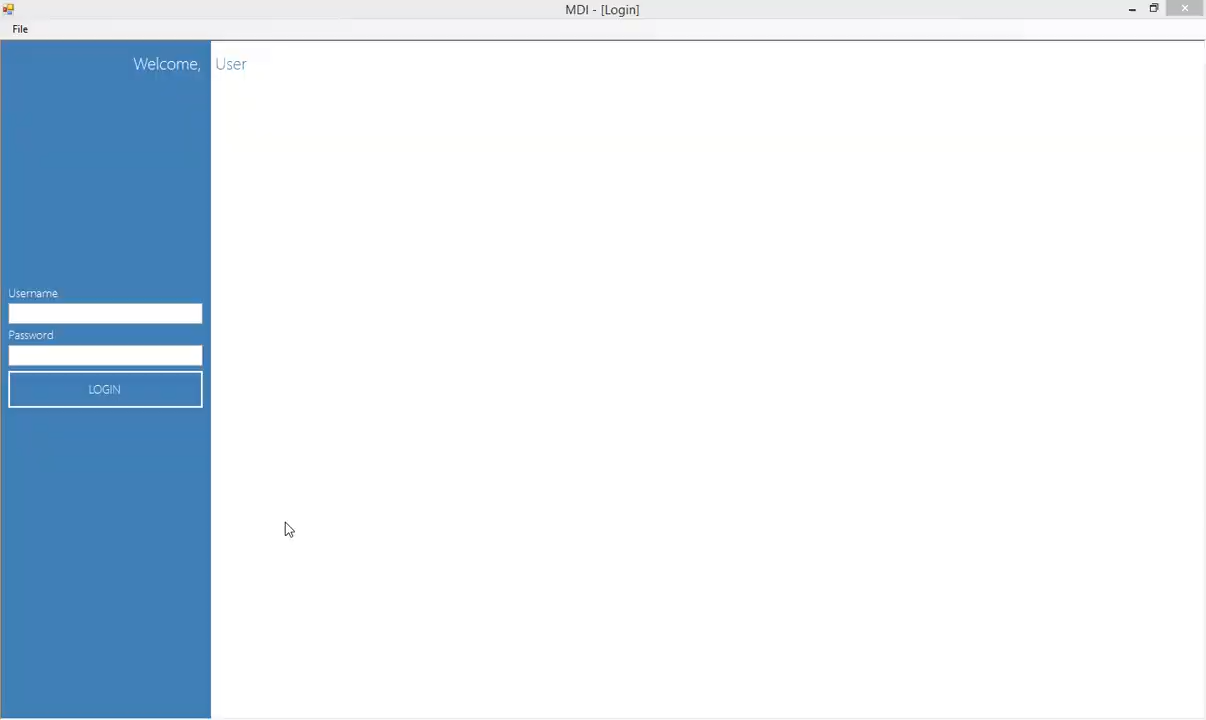 MDI - [Login]
File
Welcome, User
Username
Password
LOGIN